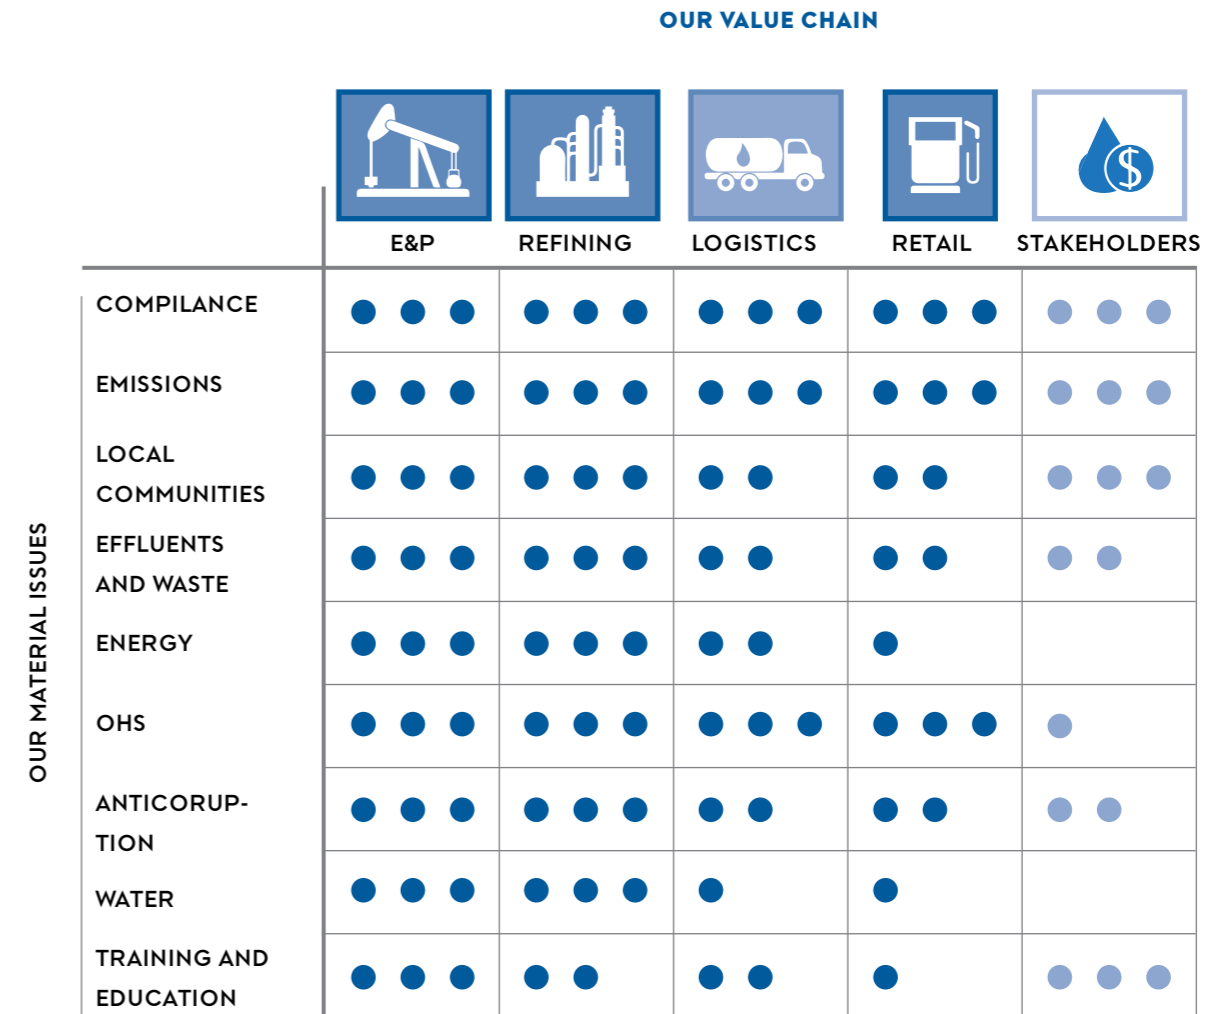 OUR VALUE CHAIN
$
E&P
REFINING
LOGISTICS
RETAIL
STAKEHOLDERS
OUR MATERIAL ISSUES
COMPILANCE
EMISSIONS
LOCAL
COMMUNITIES
EFFLUENTS
AND WASTE
ENERGY
OHS
ANTICORUP-
TION
WATER
TRAINING AND
EDUCATION